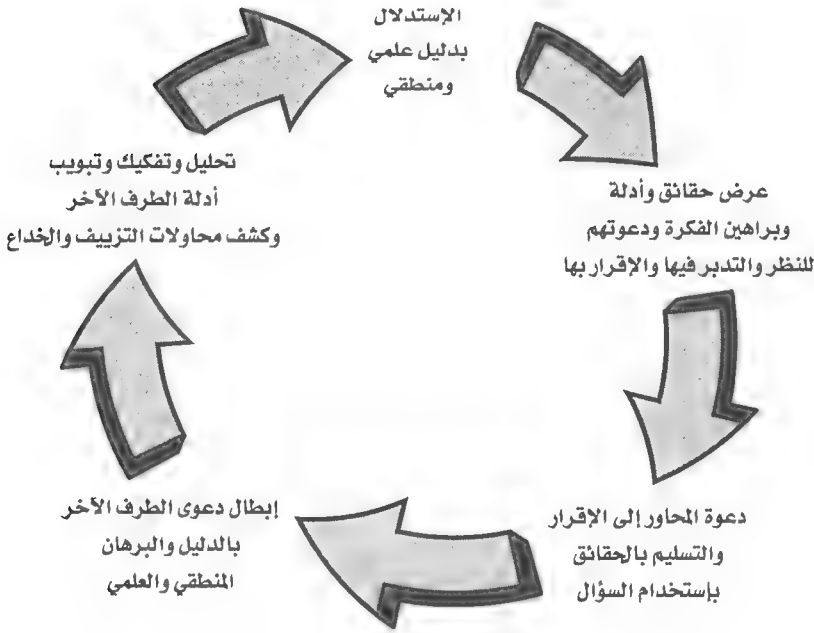 الإستدلال
بدليل علمي
ومنطقي
عرض حقائق وأدلة
وبراهين الفكرة ودعوتهم
للنظر والتدبر فيها والإقرار بها
دعوة المحاور إلى الإقرار
والتسليم بالحقائق
بإستخدام السؤال
إبطال دعوى الطرف الآخر
بالدليل والبرهان
المنطقي والعلمي
تحليل وتفكيك وتبويب
أدلة الطرف الآخر
وكشف محاولات التزييف والخداع